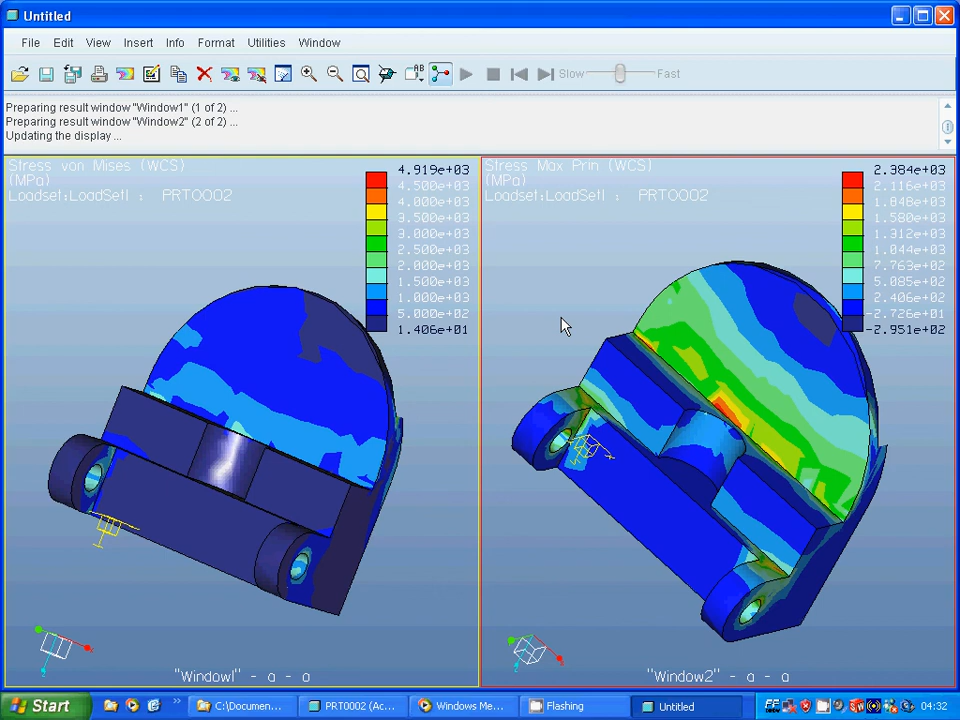 Untitled
File Edit View Insert Info Format Utilities Window
Slow Fast
Preparing result window "Window1" (1 of 2) ...
Preparing result window "Window2" (2 of 2) ...
Updating the display ...
Stress von Mises (WCS)
(MPa)
Loadset:LoadSet1 : PRT0002
4.919e+03
4.500e+03
4.000e+03
3.500e+03
3.000e+03
2.500e+03
2.000e+03
1.500e+03
1.000e+03
5.000e+02
1.406e+01
"Window1" - a - a
Stress Max Prin (WCS)
(MPa)
Loadset:LoadSet1 : PRT0002
2.384e+03
2.116e+03
1.848e+03
1.580e+03
1.312e+03
1.044e+03
7.763e+02
5.085e+02
2.406e+02
-2.726e+01
-2.951e+02
"Window2" - a - a
Start
C:\Documen...
PRT0002 (Ac...
Windows Me...
Flashing
Untitled
04:32